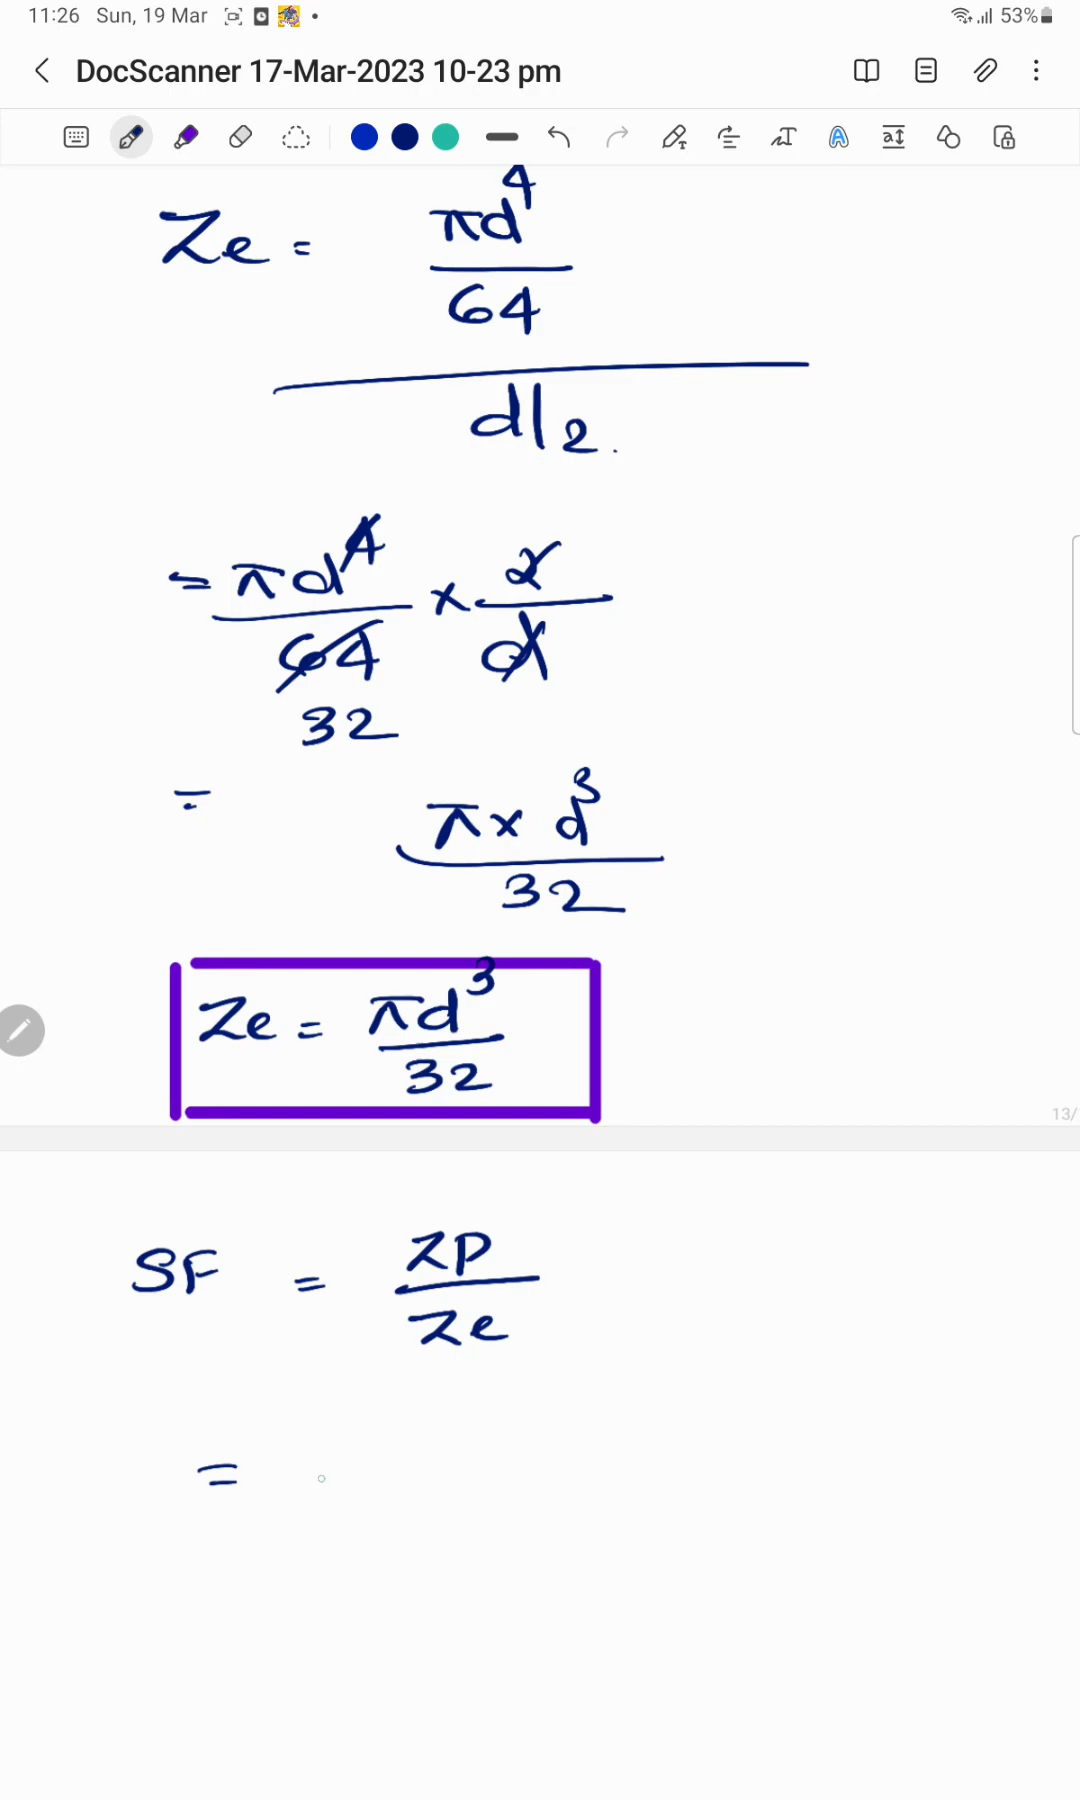 11:26 Sun, 19 Mar 53%
DocScanner 17-Mar-2023 10-23 pm
Ze = πd⁴
64
d/2.
= πd⁴ × 2
64 d
32
= π × d³
32
Ze = πd³
32
13/
SF = ZP
Ze
=